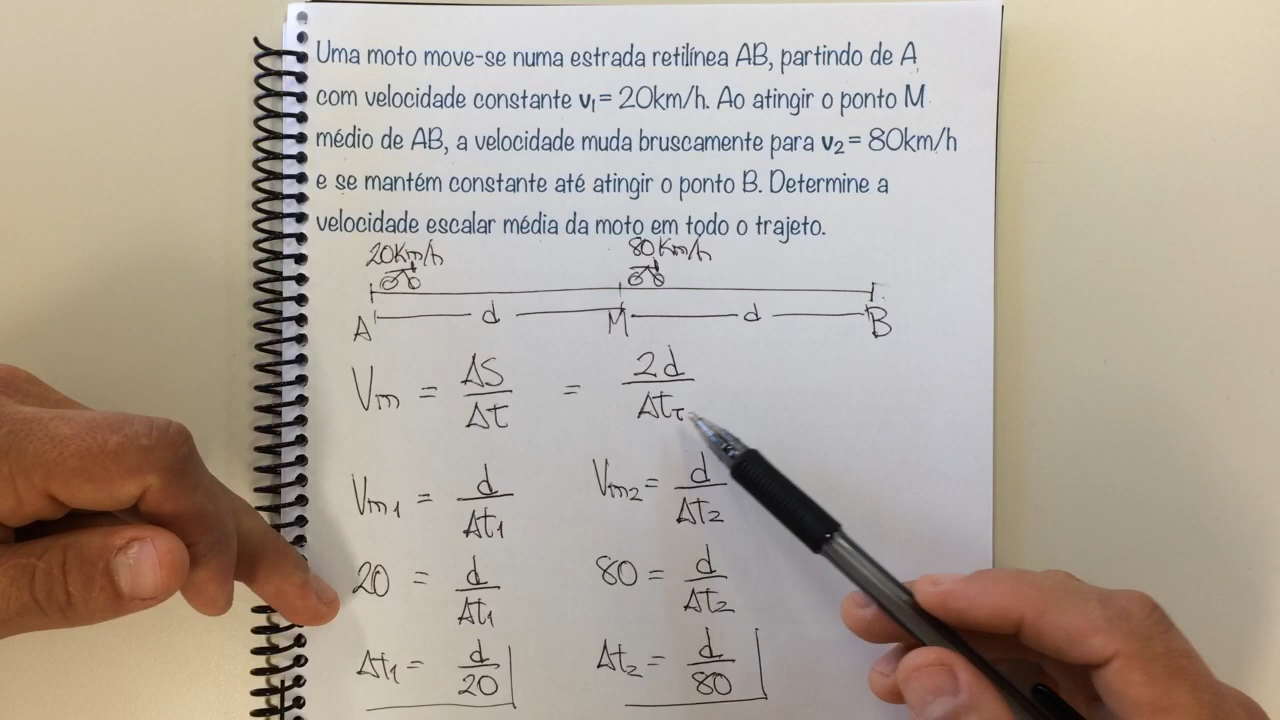 Uma moto move-se numa estrada retilínea AB, partindo de A
com velocidade constante v₁ = 20km/h. Ao atingir o ponto M
médio de AB, a velocidade muda bruscamente para v₂ = 80km/h
e se mantém constante até atingir o ponto B. Determine a
velocidade escalar média da moto em todo o trajeto.
20km/h 80km/h
A d M d B
Vm = ΔS/Δt = 2d/ΔtT
Vm1 = d/Δt1 Vm2 = d/Δt2
20 = d/Δt1 80 = d/Δt2
Δt1 = d/20 Δt2 = d/80